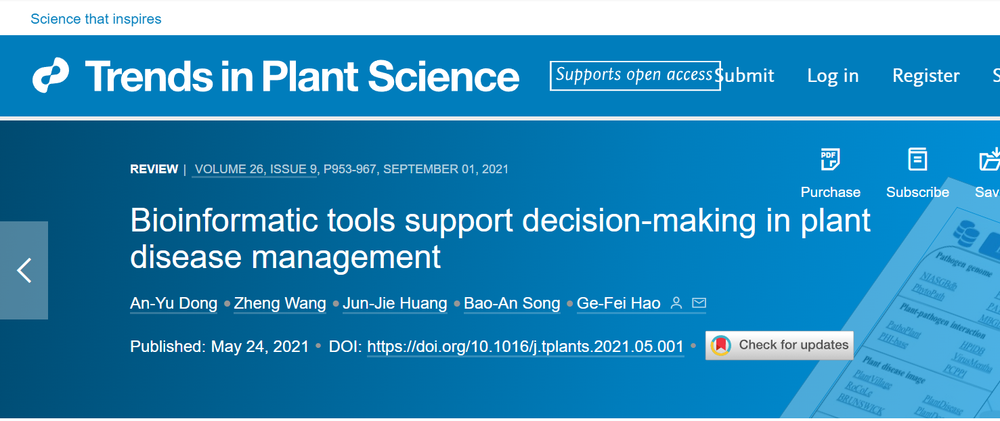 Science that inspires
Trends in Plant Science
Supports open access
Submit
Log in
Register
REVIEW | VOLUME 26, ISSUE 9, P953-967, SEPTEMBER 01, 2021
Purchase
Subscribe
Bioinformatic tools support decision-making in plant
disease management
An-Yu Dong • Zheng Wang • Jun-Jie Huang • Bao-An Song • Ge-Fei Hao
Published: May 24, 2021 • DOI: https://doi.org/10.1016/j.tplants.2021.05.001 •
Check for updates
PDF
Pathogen genome
NIASGBdb
PhytoPath
Plant-pathogen interaction
PathoPlant
HPIDB
PHI-base
VirusMentha
PCPPI
Plant disease image
PlantVillage
RoCoLe
PlantDisease
BRUNSWICK